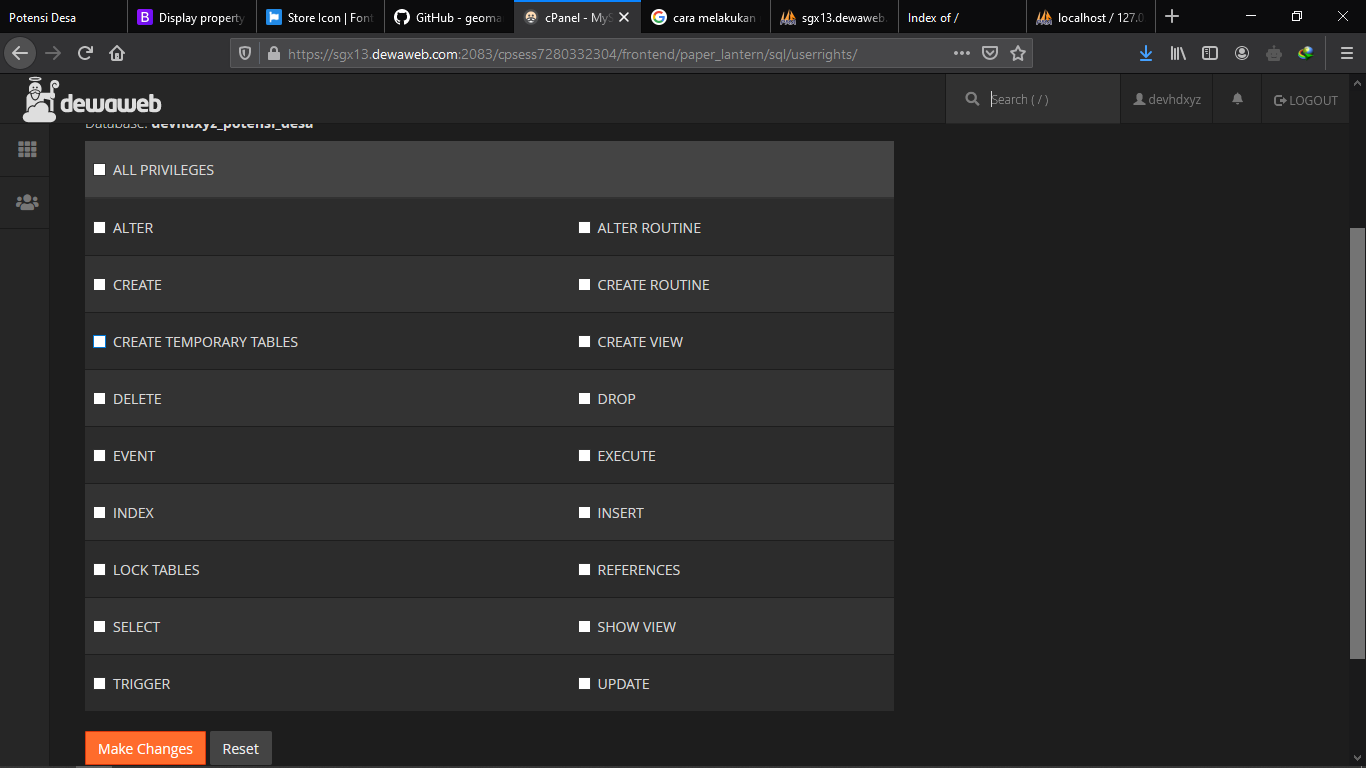 Potensi Desa
Display property
Store Icon | Font
GitHub - geoma
cPanel - MyS
cara melakukan
sgx13.dewaweb.
Index of /
localhost / 127.0
https://sgx13.dewaweb.com:2083/cpsess7280332304/frontend/paper_lantern/sql/userrights/
dewaweb
Search ( / )
devhdxyz
LOGOUT
Database: devhdxyz_potensi_desa
ALL PRIVILEGES
ALTER
ALTER ROUTINE
CREATE
CREATE ROUTINE
CREATE TEMPORARY TABLES
CREATE VIEW
DELETE
DROP
EVENT
EXECUTE
INDEX
INSERT
LOCK TABLES
REFERENCES
SELECT
SHOW VIEW
TRIGGER
UPDATE
Make Changes
Reset